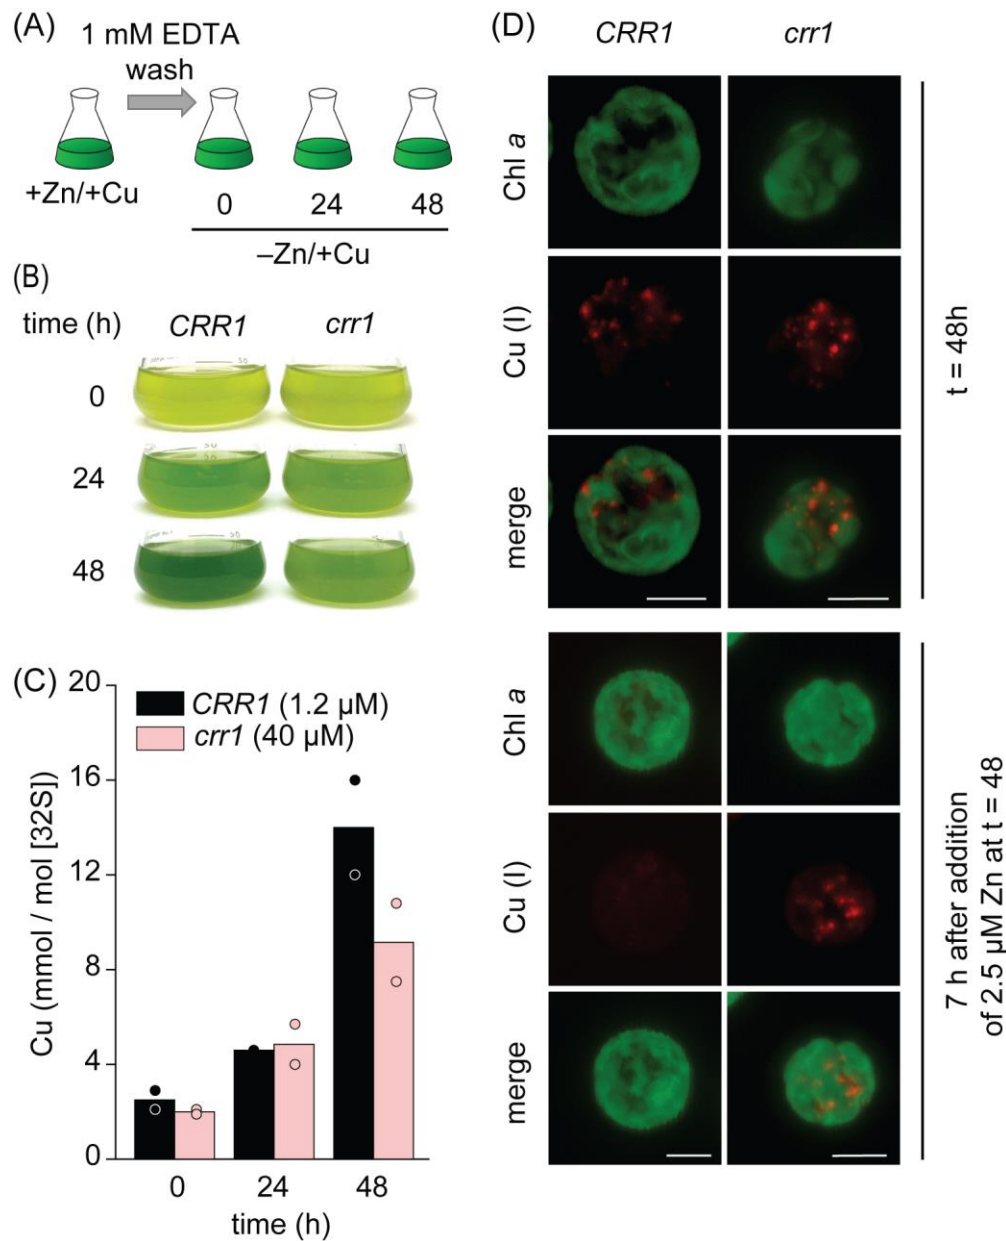 (A)
1 mM EDTA
wash
+Zn/+Cu
0 24 48
–Zn/+Cu
(B)
time (h) CRR1 crr1
0
24
48
(C)
CRR1 (1.2 µM)
crr1 (40 µM)
Cu (mmol / mol [32S])
20
16
12
8
4
0
0 24 48
time (h)
(D)
CRR1 crr1
Chl a
Cu (I)
merge
t = 48h
Chl a
Cu (I)
merge
7 h after addition
of 2.5 µM Zn at t = 48